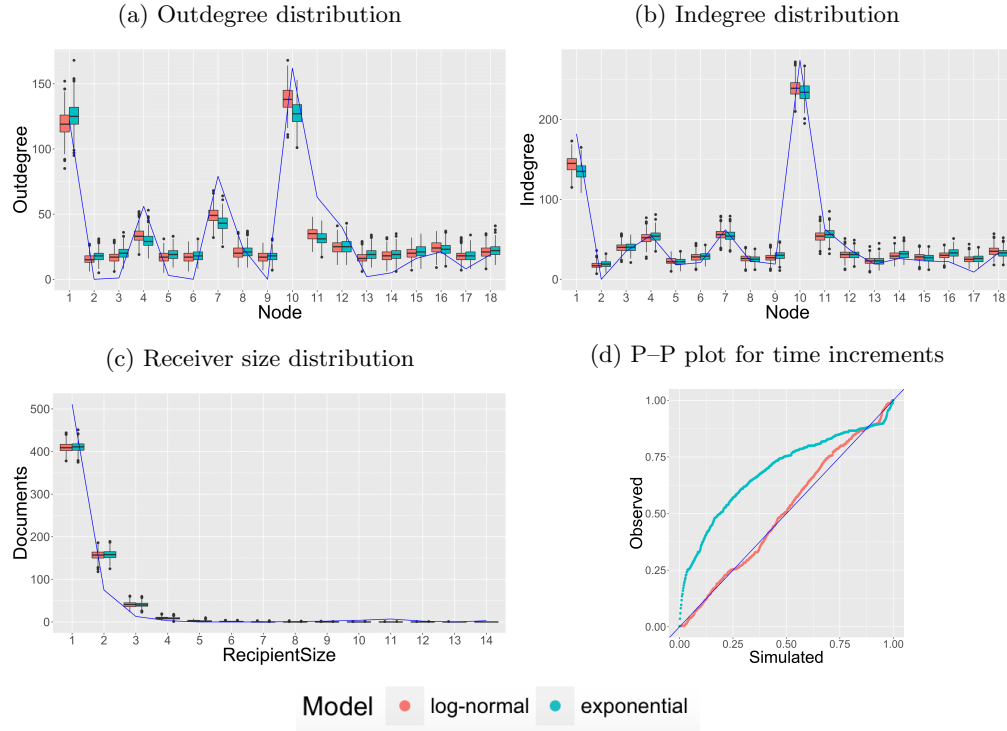 (a) Outdegree distribution
150
100
50
0
Outdegree
1 2 3 4 5 6 7 8 9 10 11 12 13 14 15 16 17 18
Node
(b) Indegree distribution
200
100
0
Indegree
1 2 3 4 5 6 7 8 9 10 11 12 13 14 15 16 17 18
Node
(c) Receiver size distribution
500
400
300
200
100
0
Documents
1 2 3 4 5 6 7 8 9 10 11 12 13 14
RecipientSize
(d) P–P plot for time increments
1.00
0.75
0.50
0.25
0.00
Observed
0.00 0.25 0.50 0.75 1.00
Simulated
Model log-normal exponential